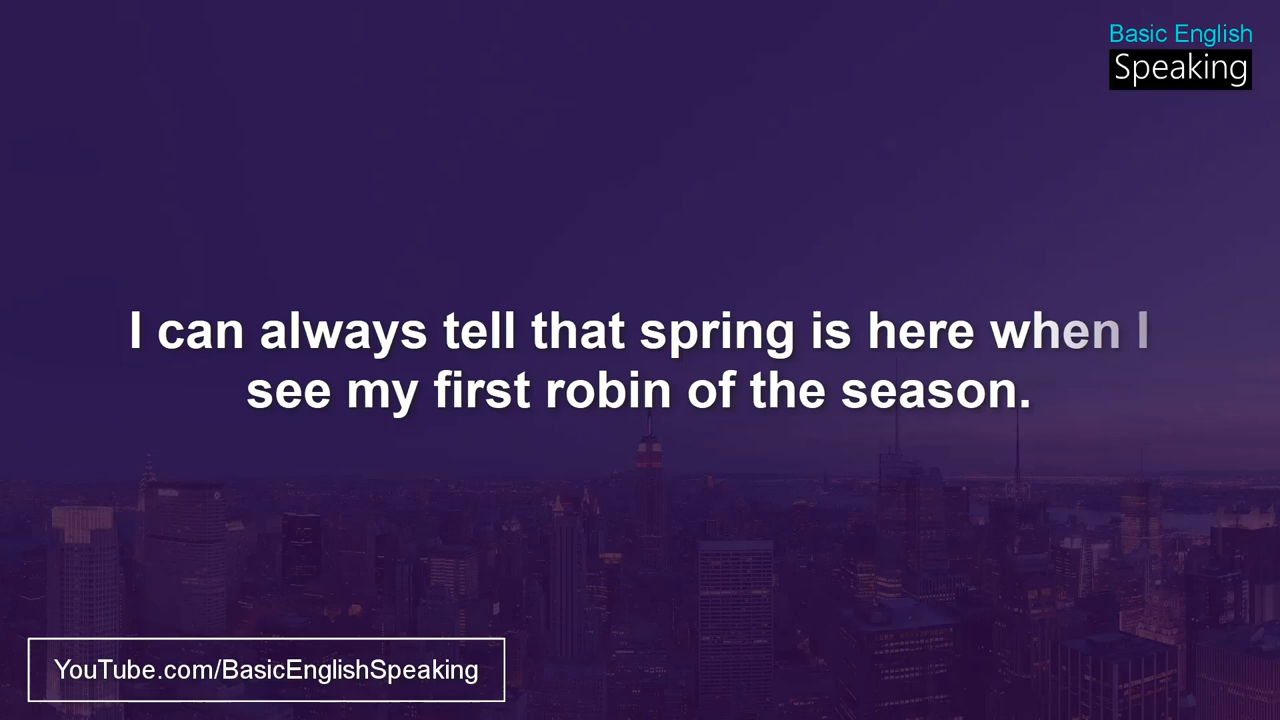 Basic English
Speaking
I can always tell that spring is here when I
see my first robin of the season.
YouTube.com/BasicEnglishSpeaking